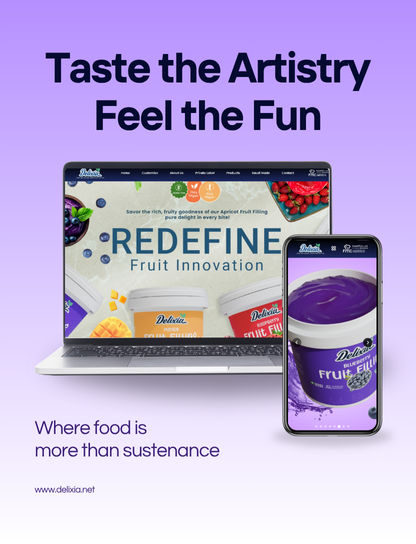 Taste the Artistry
Feel the Fun
Delixia
Home
Customize
About Us
Private Label
Products
Saudi Made
Contact
Savor the rich, fruity goodness of our Apricot Fruit Filling
pure delight in every bite!
REDEFINE
Fruit Innovation
Delixia
MANGO
Fruit Filling
Delixia
RASPBERRY
Fruit Fill
Delixia
Delixia
BLUEBERRY
Fruit Fillin
Where food is
more than sustenance
www.delixia.net